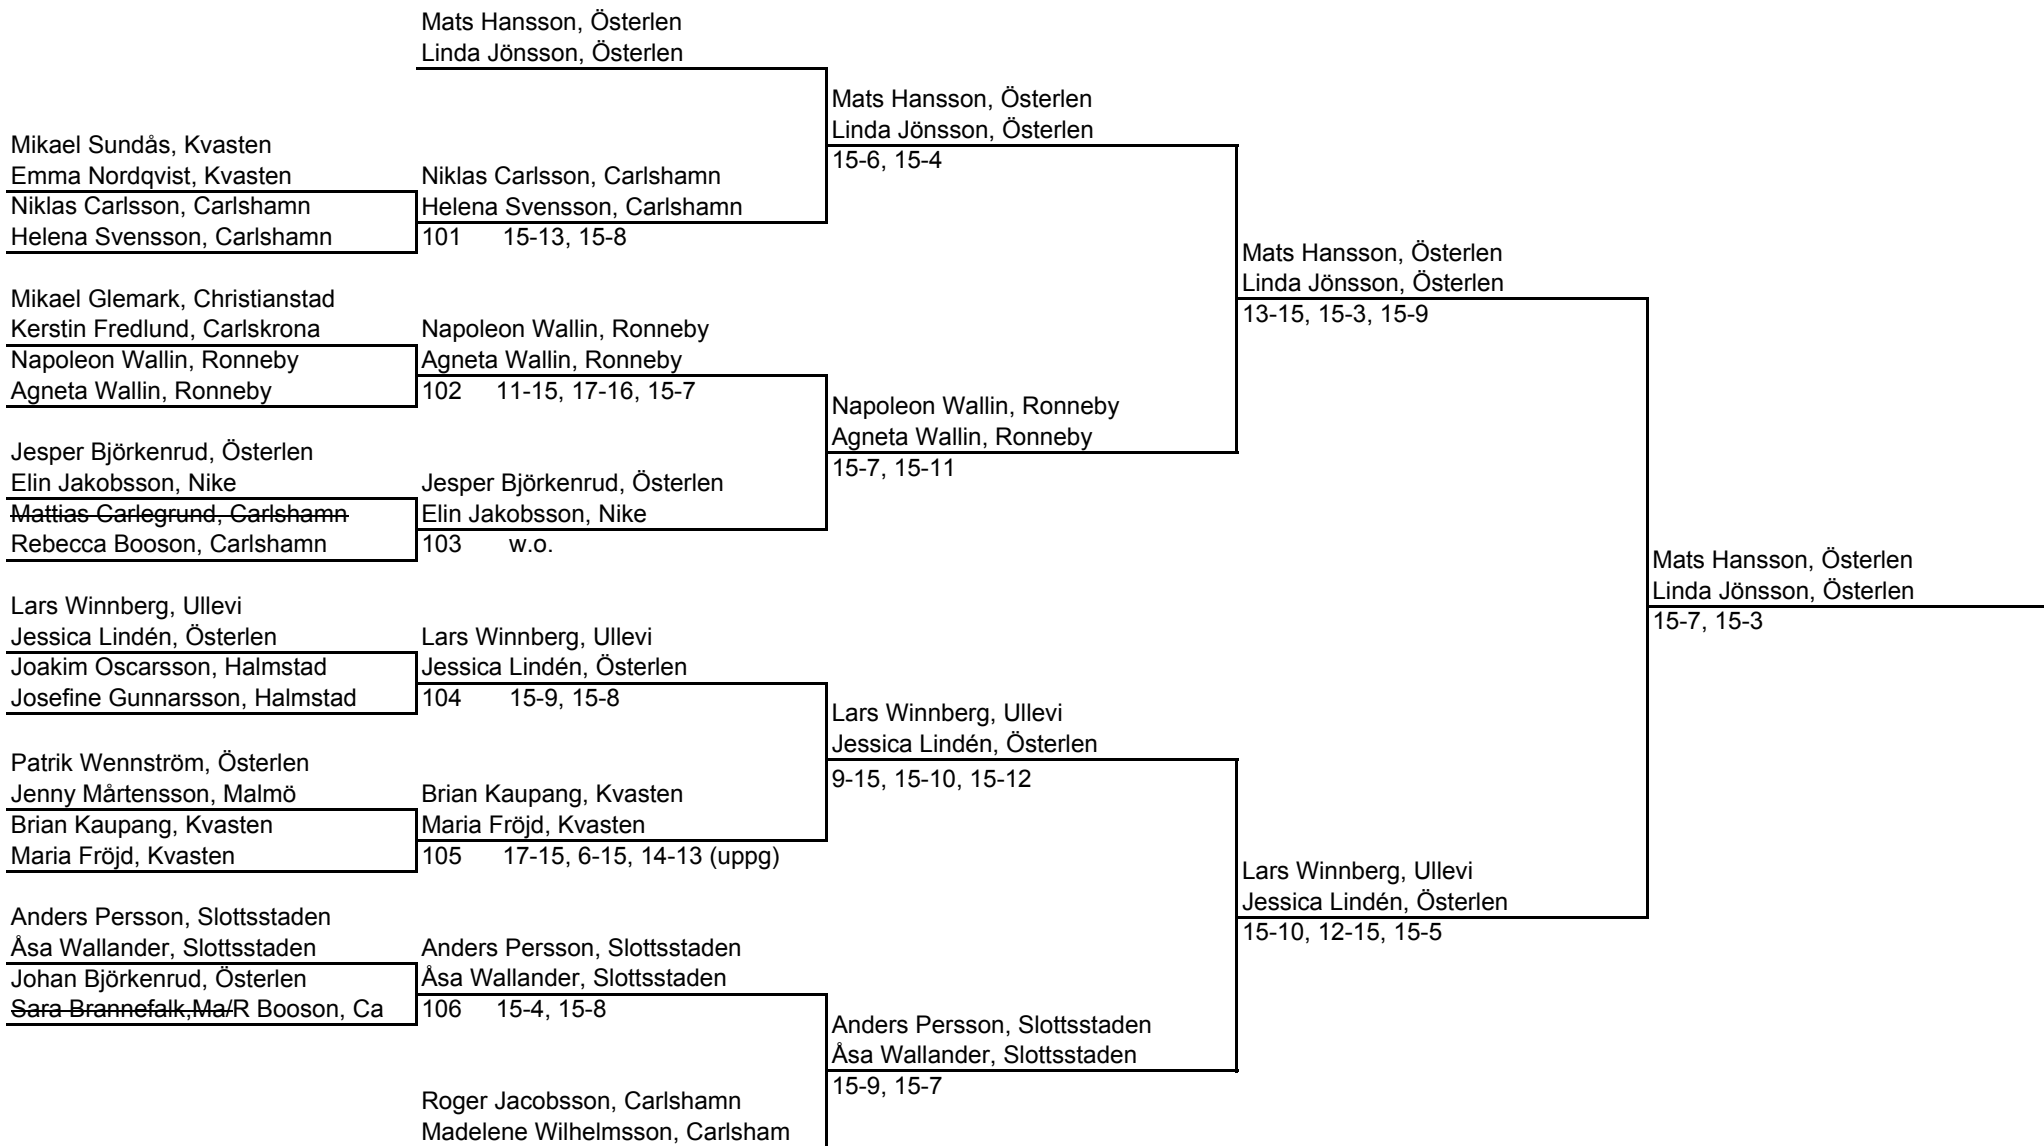 Mats Hansson, Österlen
Linda Jönsson, Österlen
Mats Hansson, Österlen
Linda Jönsson, Österlen
15-6, 15-4
Mikael Sundås, Kvasten
Emma Nordqvist, Kvasten
Niklas Carlsson, Carlshamn
Helena Svensson, Carlshamn
Niklas Carlsson, Carlshamn
Helena Svensson, Carlshamn
101 15-13, 15-8
Mats Hansson, Österlen
Linda Jönsson, Österlen
13-15, 15-3, 15-9
Mikael Glemark, Christianstad
Kerstin Fredlund, Carlskrona
Napoleon Wallin, Ronneby
Agneta Wallin, Ronneby
Napoleon Wallin, Ronneby
Agneta Wallin, Ronneby
102 11-15, 17-16, 15-7
Napoleon Wallin, Ronneby
Agneta Wallin, Ronneby
15-7, 15-11
Jesper Björkenrud, Österlen
Elin Jakobsson, Nike
Mattias Carlegrund, Carlshamn
Rebecca Booson, Carlshamn
Jesper Björkenrud, Österlen
Elin Jakobsson, Nike
103 w.o.
Mats Hansson, Österlen
Linda Jönsson, Österlen
15-7, 15-3
Lars Winnberg, Ullevi
Jessica Lindén, Österlen
Joakim Oscarsson, Halmstad
Josefine Gunnarsson, Halmstad
Lars Winnberg, Ullevi
Jessica Lindén, Österlen
104 15-9, 15-8
Lars Winnberg, Ullevi
Jessica Lindén, Österlen
9-15, 15-10, 15-12
Patrik Wennström, Österlen
Jenny Mårtensson, Malmö
Brian Kaupang, Kvasten
Maria Fröjd, Kvasten
Brian Kaupang, Kvasten
Maria Fröjd, Kvasten
105 17-15, 6-15, 14-13 (uppg)
Lars Winnberg, Ullevi
Jessica Lindén, Österlen
15-10, 12-15, 15-5
Anders Persson, Slottsstaden
Åsa Wallander, Slottsstaden
Johan Björkenrud, Österlen
Sara Brannefalk,Ma/R Booson, Ca
Anders Persson, Slottsstaden
Åsa Wallander, Slottsstaden
106 15-4, 15-8
Anders Persson, Slottsstaden
Åsa Wallander, Slottsstaden
15-9, 15-7
Roger Jacobsson, Carlshamn
Madelene Wilhelmsson, Carlsham